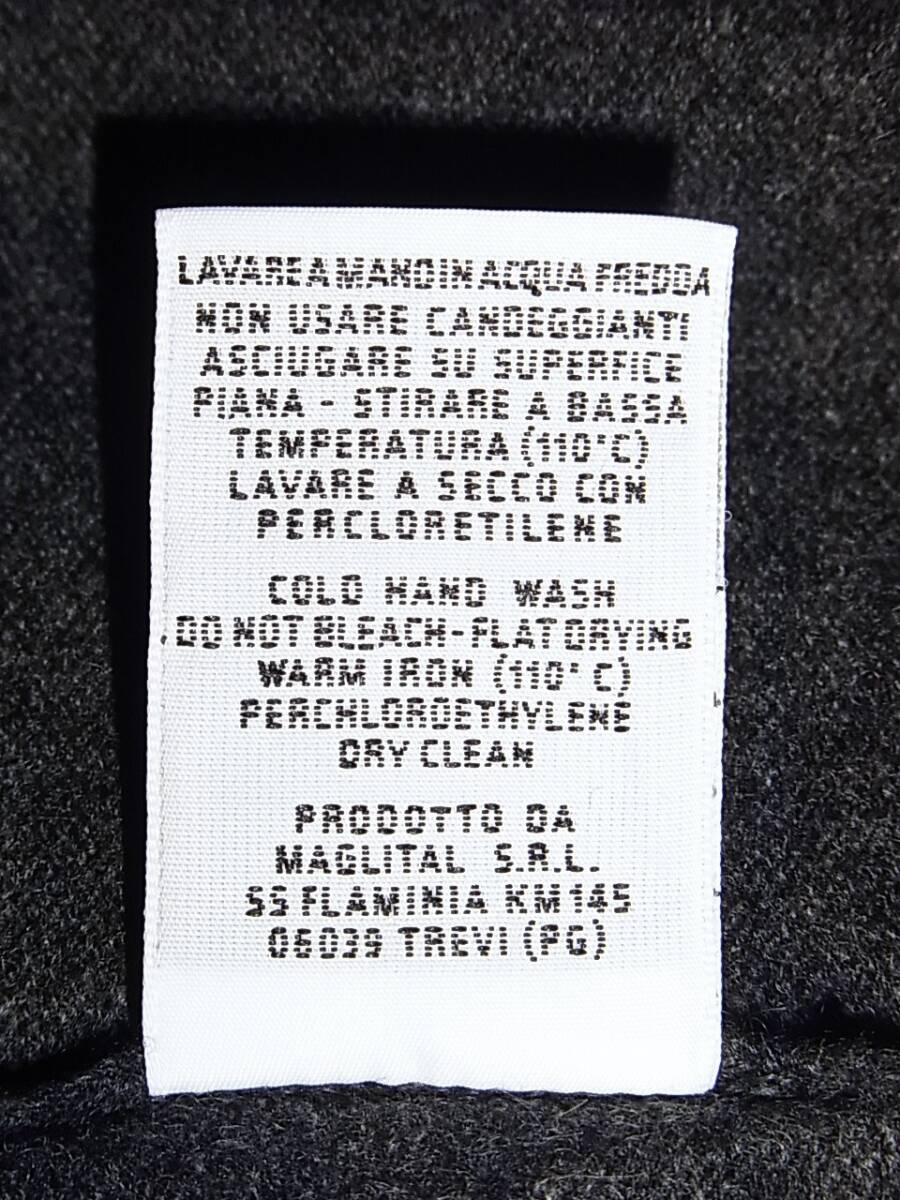 LAVARE A MANO IN ACQUA FREDDA
NON USARE CANDEGGIANTI
ASCIUGARE SU SUPERFICE
PIANA - STIRARE A BASSA
TEMPERATURA (110°C)
LAVARE A SECCO CON
PERCLORETILENE
COLD HAND WASH
DO NOT BLEACH-FLAT DRYING
WARM IRON (110° C)
PERCHLOROETHYLENE
DRY CLEAN
PRODOTTO DA
MAGLITAL S.R.L.
SS FLAMINIA KM 145
06039 TREVI (PG)